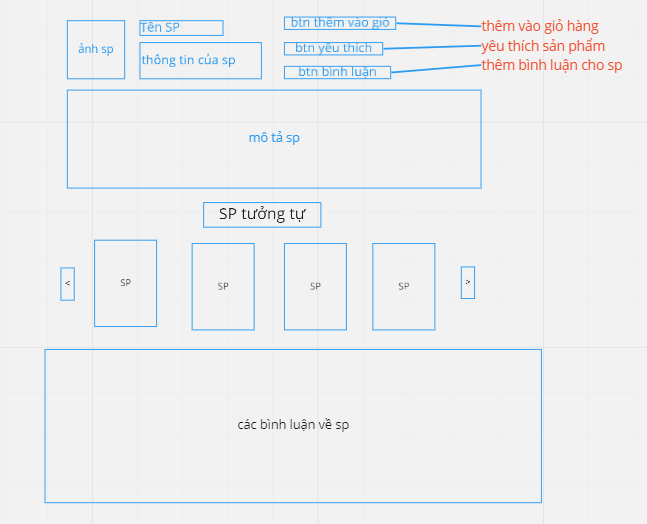 Tên SP
btn thêm vào giỏ
thêm vào giỏ hàng
ảnh sp
thông tin của sp
btn yêu thích
yêu thích sản phẩm
btn bình luận
thêm bình luận cho sp
mô tả sp
SP tưởng tự
<
SP
SP
SP
SP
>
các bình luận về sp